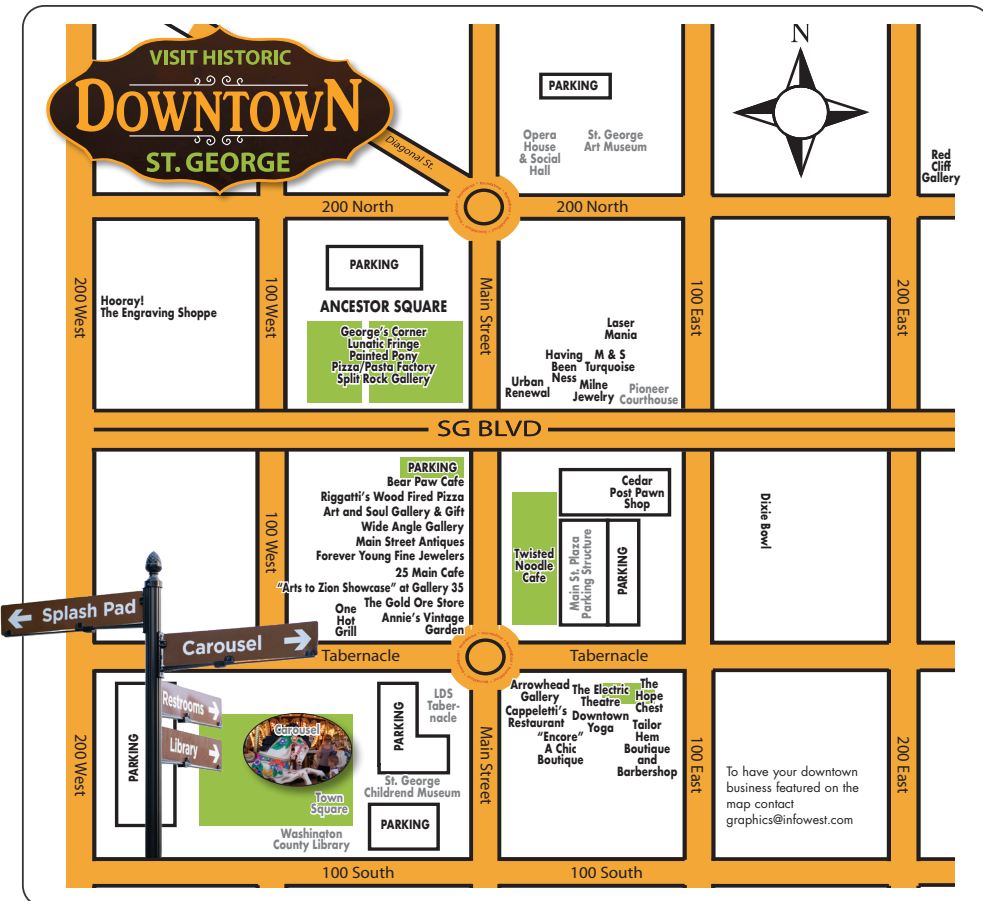 VISIT HISTORIC
DOWNTOWN
ST. GEORGE
N
PARKING
Opera
House
& Social
Hall
St. George
Art Museum
Red
Cliff
Gallery
Diagonal St.
200 North
200 North
200 West
100 West
Main Street
100 East
200 East
Hooray!
The Engraving Shoppe
PARKING
ANCESTOR SQUARE
George's Corner
Lunatic Fringe
Painted Pony
Pizza/Pasta Factory
Split Rock Gallery
Laser
Mania
Having
Been
Ness
M & S
Turquoise
Urban
Renewal
Milne
Jewelry
Pioneer
Courthouse
SG BLVD
100 West
PARKING
Bear Paw Cafe
Riggatti's Wood Fired Pizza
Art and Soul Gallery & Gift
Wide Angle Gallery
Main Street Antiques
Forever Young Fine Jewelers
25 Main Cafe
"Arts to Zion Showcase" at Gallery 35
The Gold Ore Store
Annie's Vintage
Garden
One
Hot
Grill
Twisted
Noodle
Cafe
Cedar
Post Pawn
Shop
Main St. Plaza
Parking Structure
PARKING
Dixie Bowl
Splash Pad
Carousel
Restrooms
Library
Tabernacle
Tabernacle
200 West
PARKING
Carousel
Town
Square
Washington
County Library
PARKING
LDS
Taber-
nacle
St. George
Childrend Museum
PARKING
Main Street
Arrowhead
Gallery
Cappeletti's
Restaurant
"Encore"
A Chic
Boutique
The Electric
Theatre
Downtown
Yoga
The
Hope
Chest
Tailor
Hem
Boutique
and
Barbershop
100 East
To have your downtown
business featured on the
map contact
graphics@infowest.com
200 East
100 South
100 South